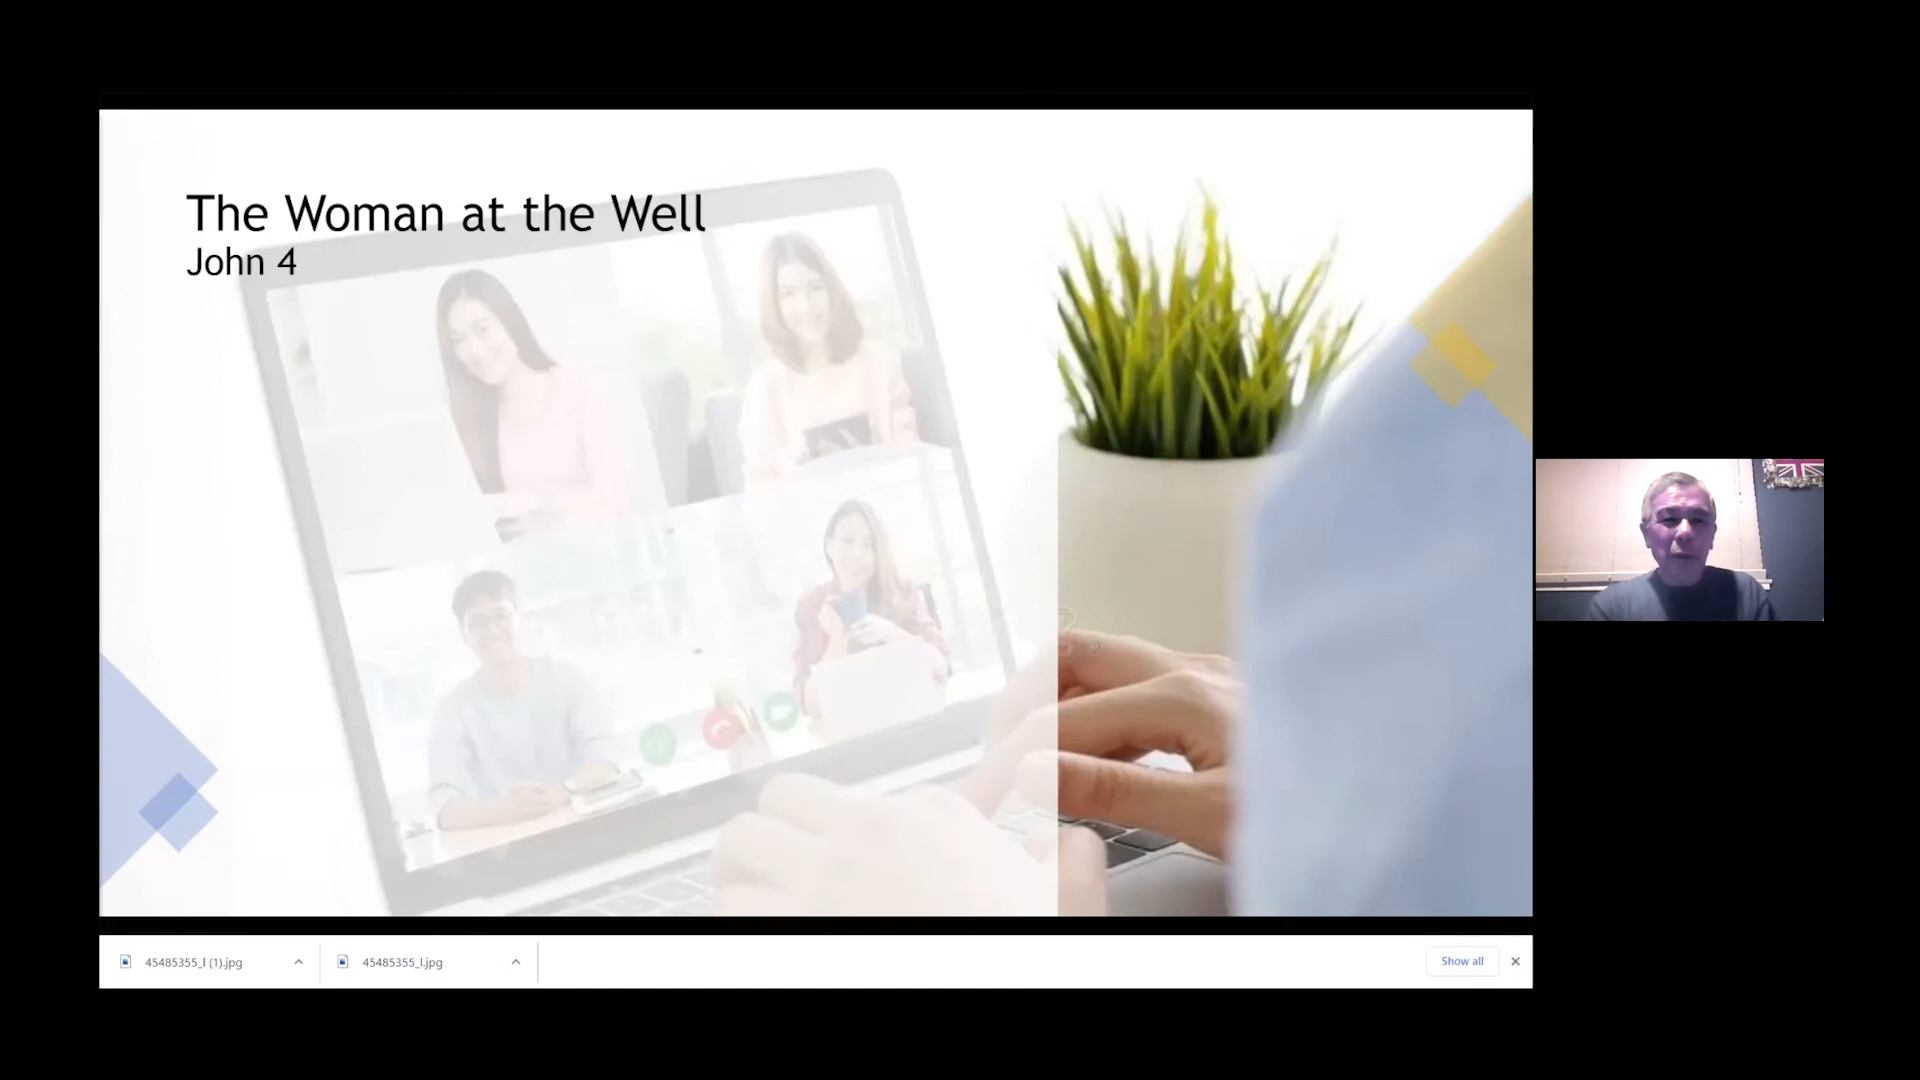 The Woman at the Well
John 4
45485355_l (1).jpg
45485355_l.jpg
Show all